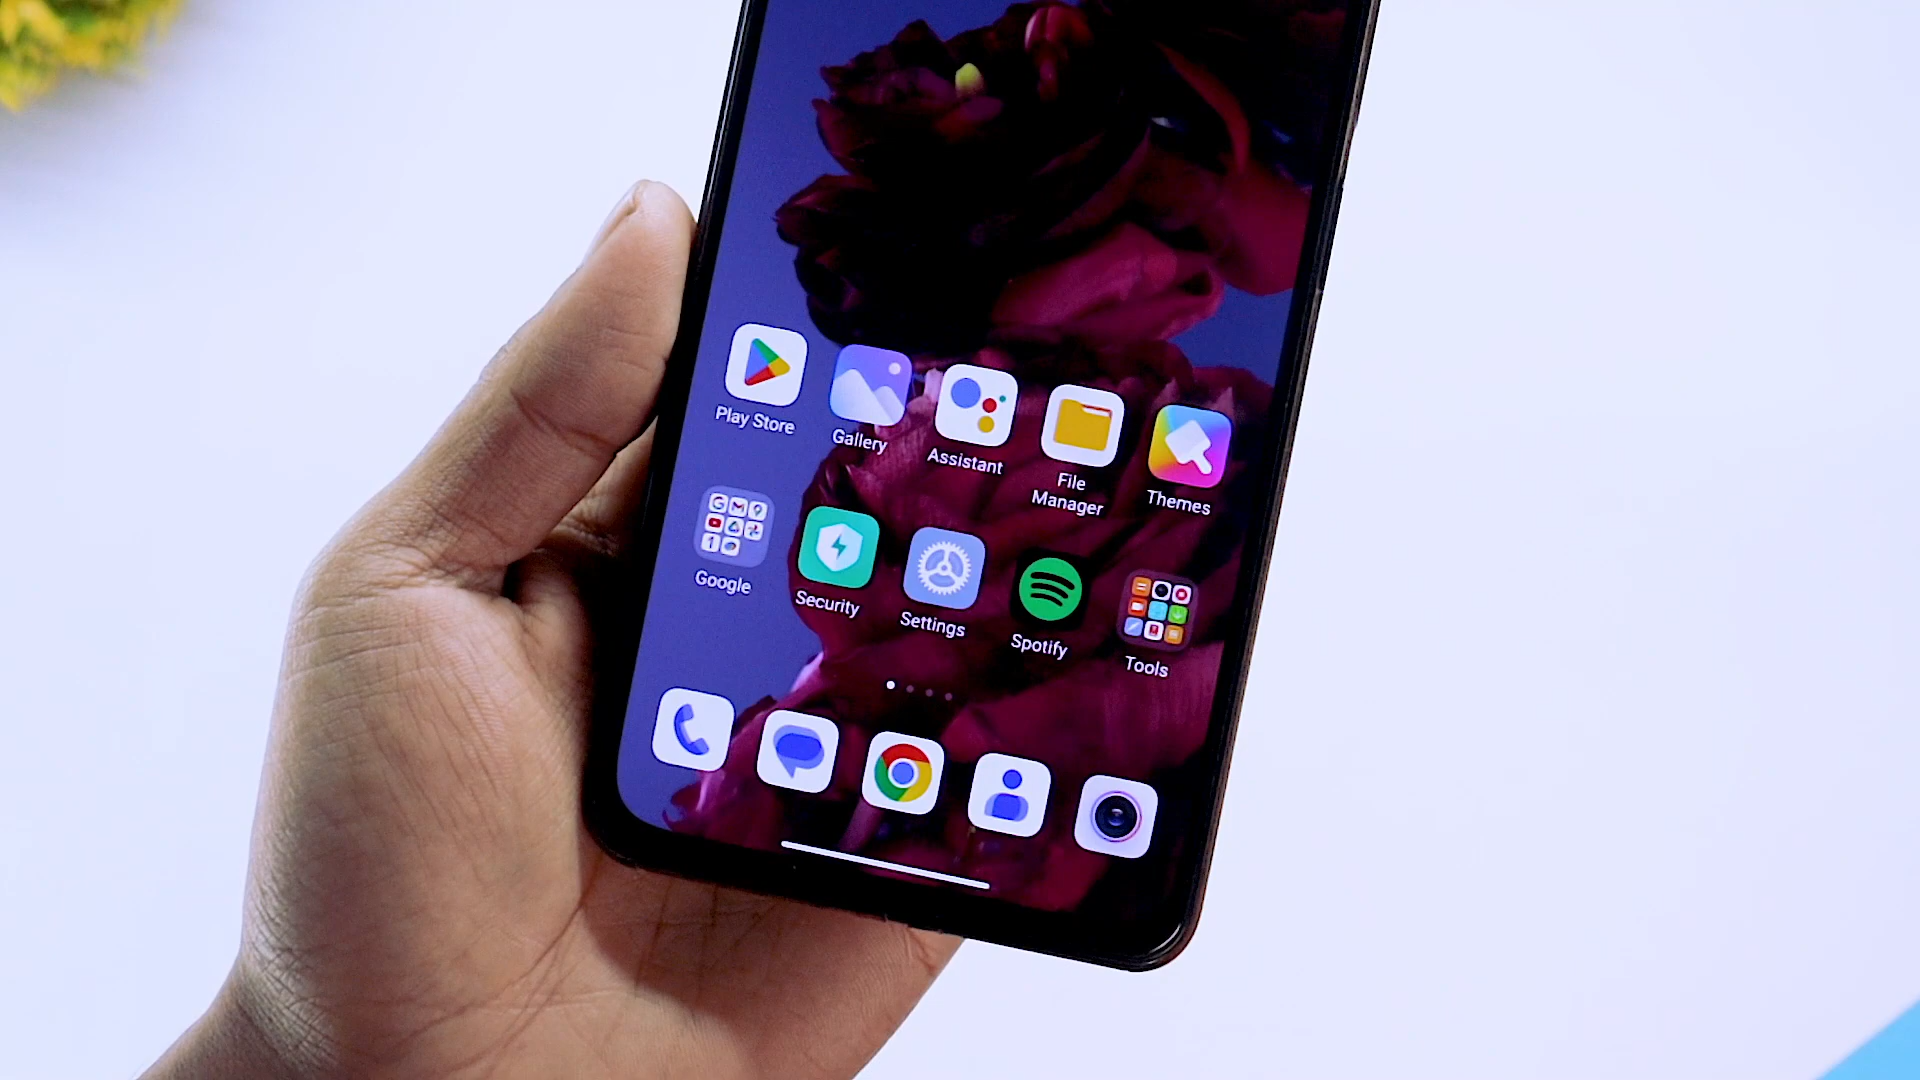 Play Store
Gallery
Assistant
File
Manager
Themes
Google
Security
Settings
Spotify
Tools